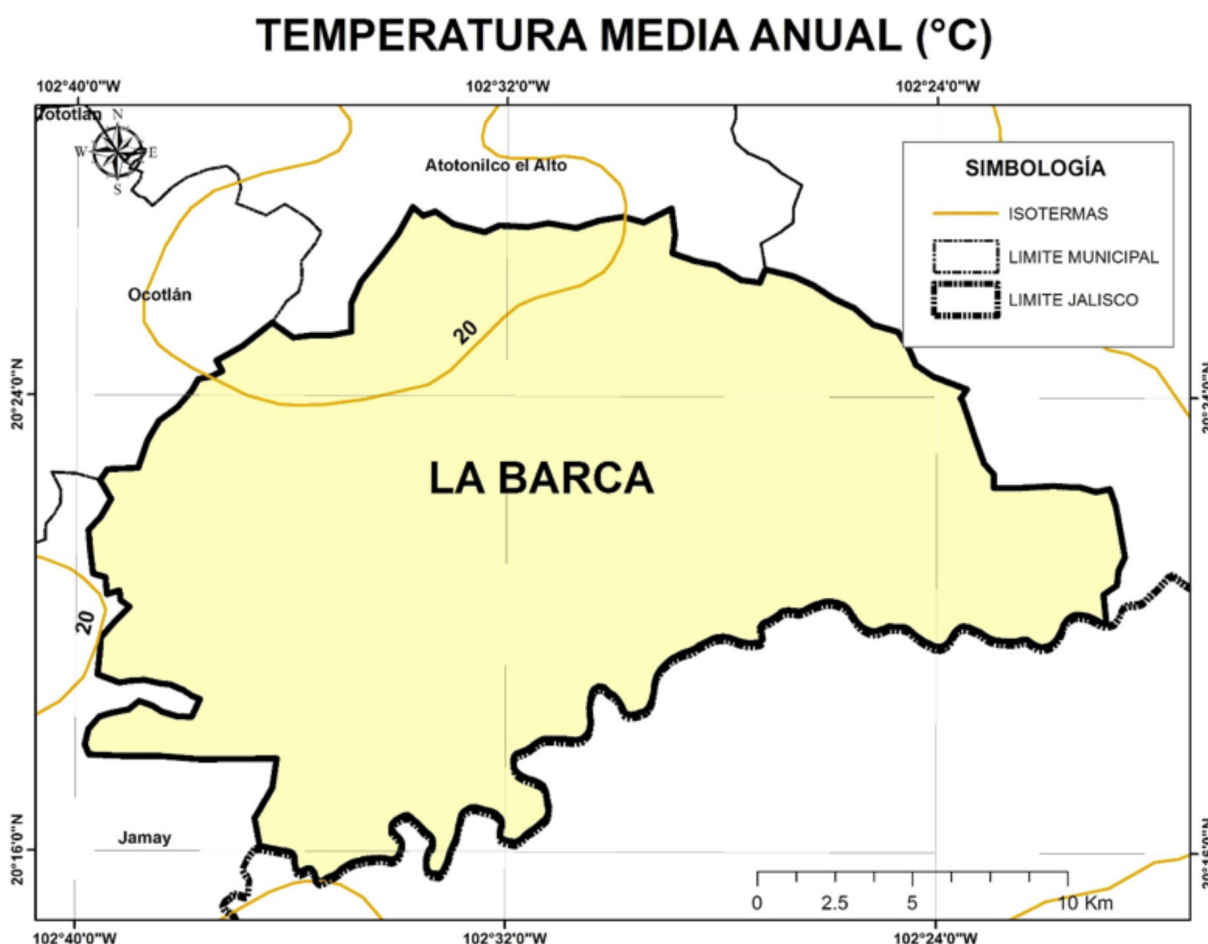 TEMPERATURA MEDIA ANUAL (°C)
102°40'0"W
102°32'0"W
102°24'0"W
Tototlán
N
W
E
S
Atotonilco el Alto
SIMBOLOGÍA
ISOTERMAS
LIMITE MUNICIPAL
LIMITE JALISCO
Ocotlán
20
20°24'0"N
20°24'0"N
LA BARCA
20
Jamay
20°16'0"N
20°16'0"N
0 2.5 5 10 Km
102°40'0"W
102°32'0"W
102°24'0"W